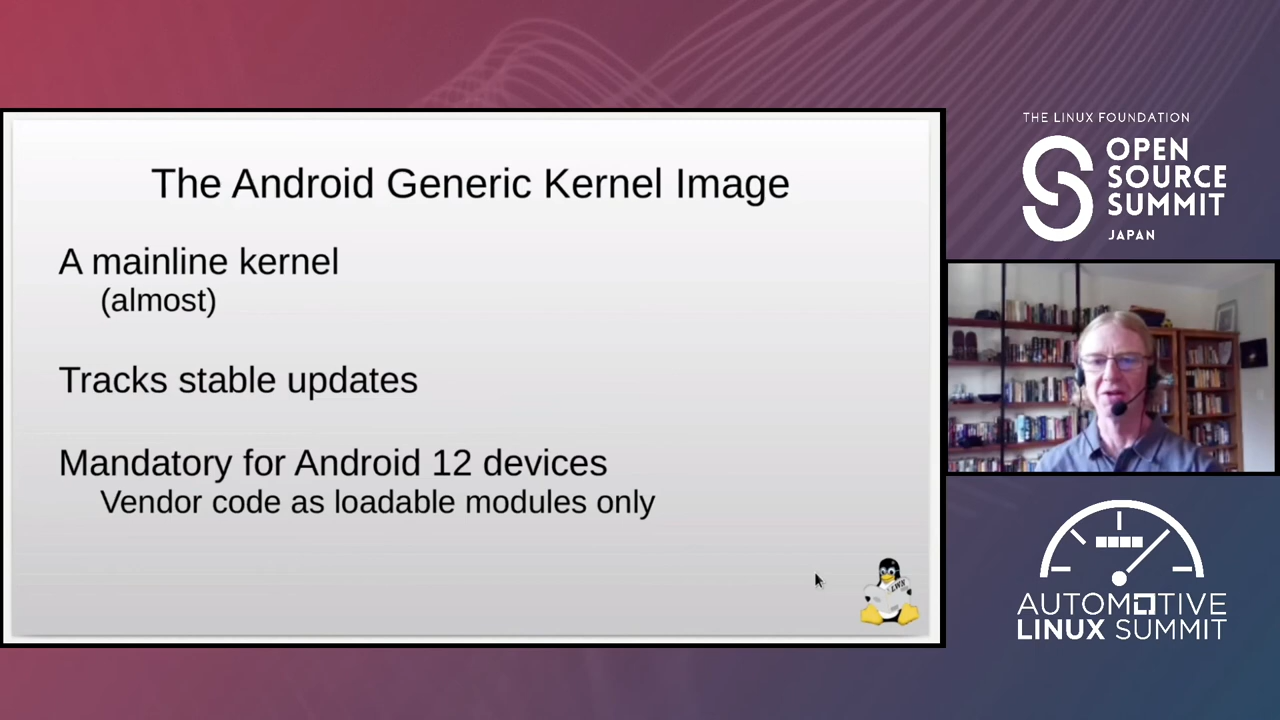 The Android Generic Kernel Image
A mainline kernel
(almost)
Tracks stable updates
Mandatory for Android 12 devices
Vendor code as loadable modules only
LWN
THE LINUX FOUNDATION
OPEN
SOURCE
SUMMIT
JAPAN
AUTOMOTIVE
LINUX SUMMIT